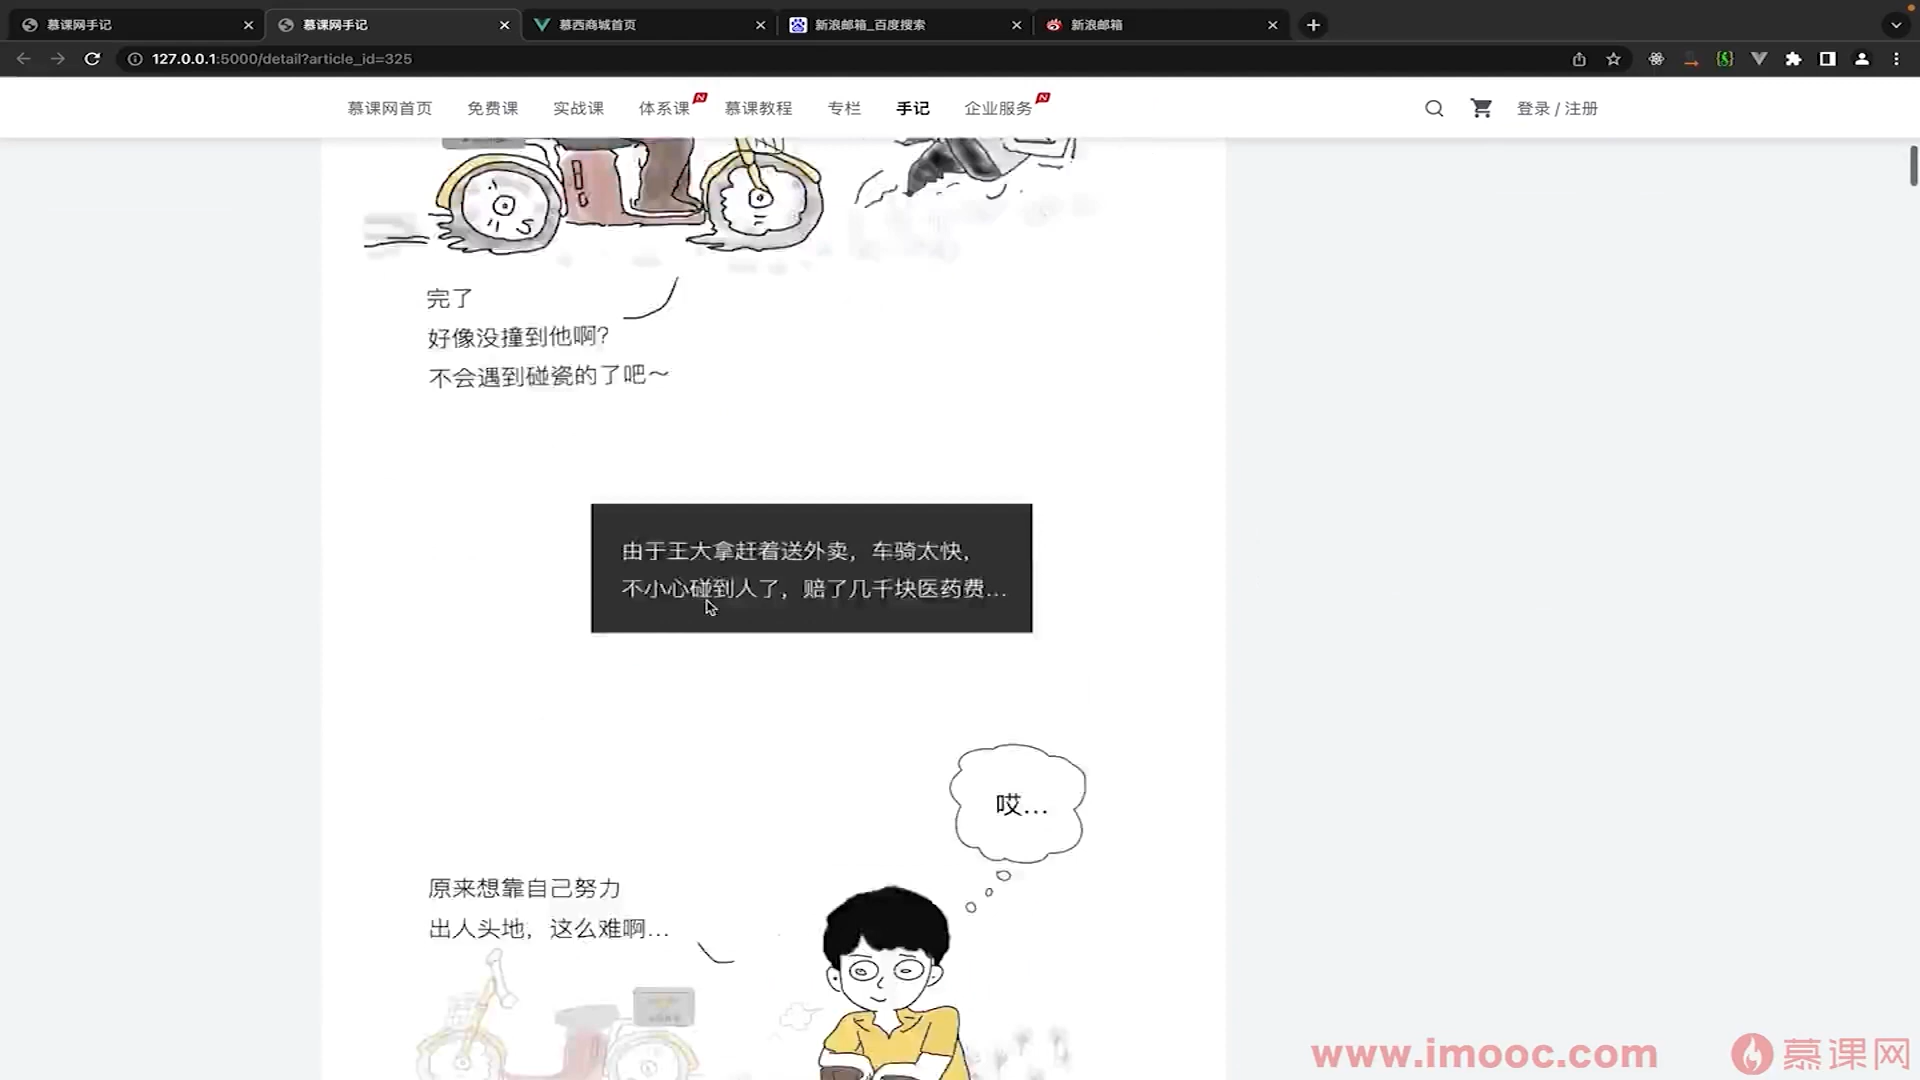 慕课网手记
慕课网手记
慕西商城首页
新浪邮箱_百度搜索
新浪邮箱
127.0.0.1:5000/detail?article_id=325
慕课网首页
免费课
实战课
体系课
N
慕课教程
专栏
手记
企业服务
N
登录 / 注册
完了
好像没撞到他啊？
不会遇到碰瓷的了吧～
由于王大拿赶着送外卖，车骑太快，
不小心碰到人了，赔了几千块医药费...
哎...
原来想靠自己努力
出人头地，这么难啊...
www.imooc.com
慕课网